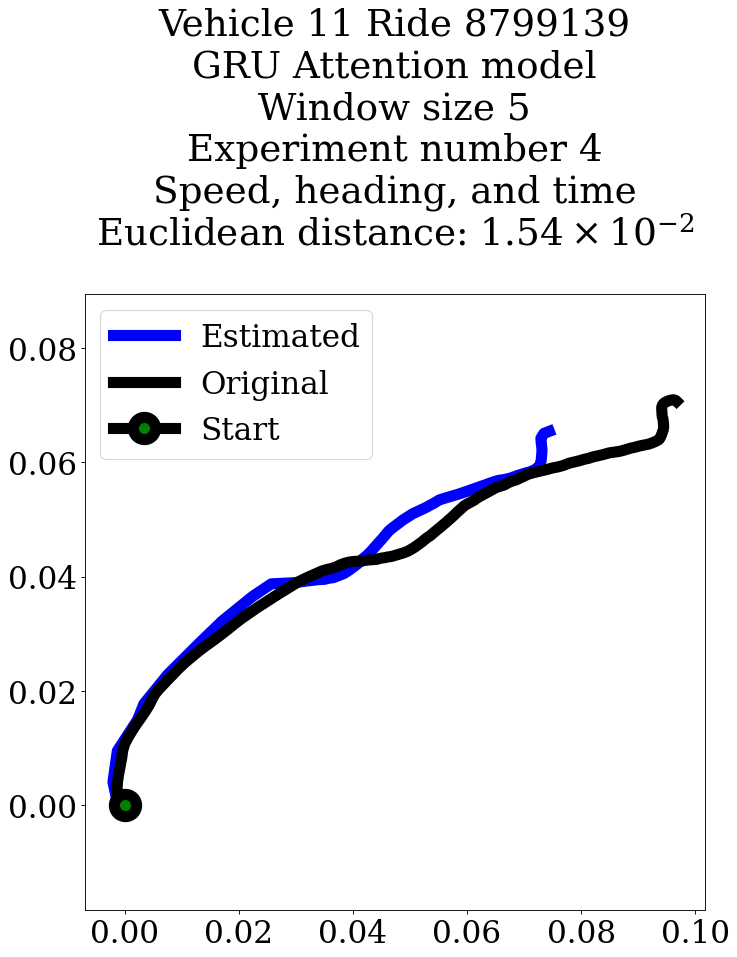 Vehicle 11 Ride 8799139
GRU Attention model
Window size 5
Experiment number 4
Speed, heading, and time
Euclidean distance: 1.54 × 10⁻²
Estimated
Original
Start
0.08
0.06
0.04
0.02
0.00
0.00 0.02 0.04 0.06 0.08 0.10